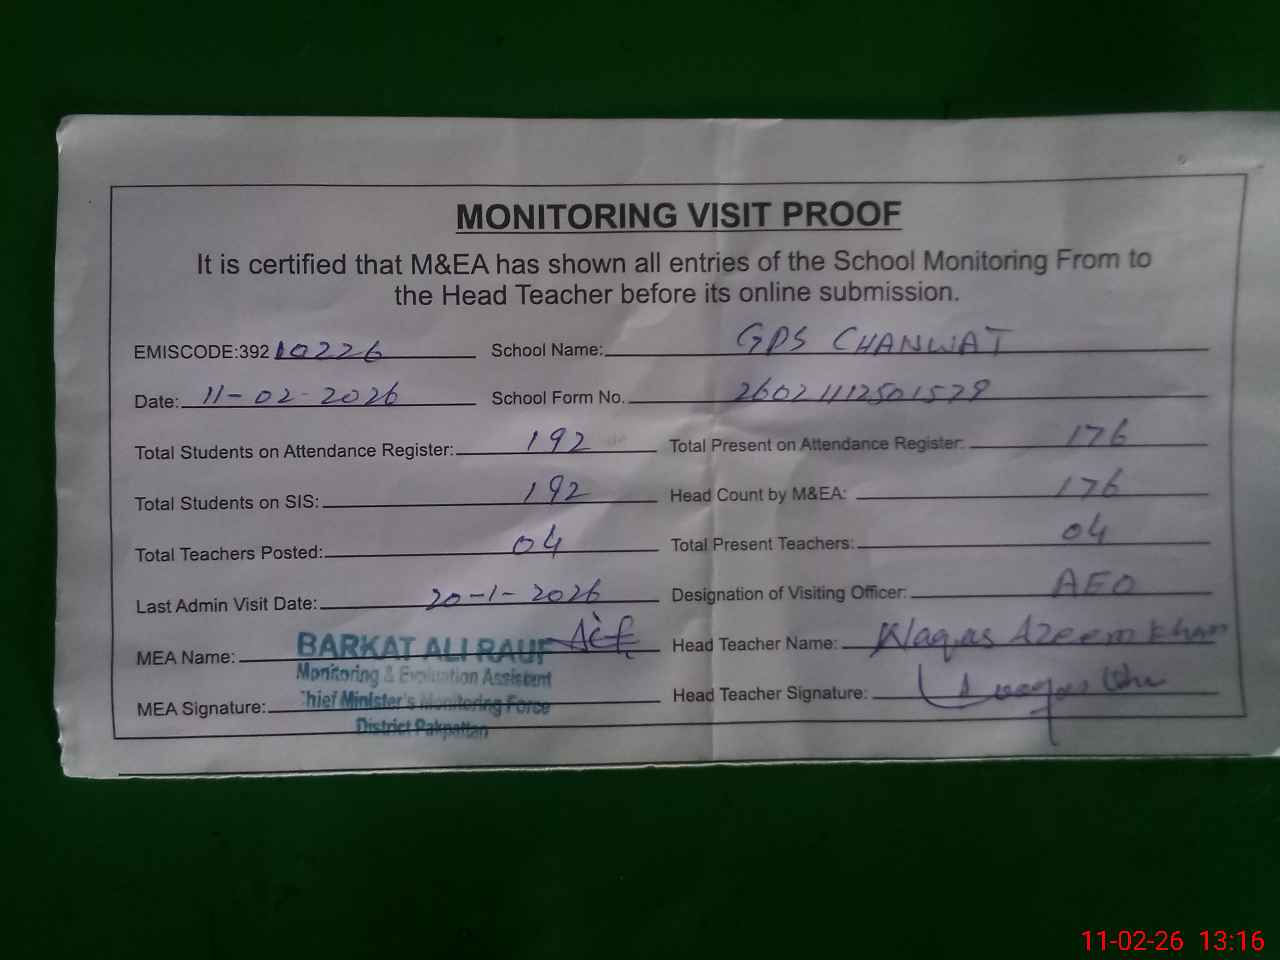 MONITORING VISIT PROOF
It is certified that M&EA has shown all entries of the School Monitoring From to
the Head Teacher before its online submission.
EMISCODE:392 10226 School Name: GPS CHANWAT
Date: 11-02-2026 School Form No. 26021112501579
Total Students on Attendance Register: 192 Total Present on Attendance Register: 176
Total Students on SIS: 192 Head Count by M&EA: 176
Total Teachers Posted: 04 Total Present Teachers: 04
Last Admin Visit Date: 20-1-2026 Designation of Visiting Officer: AEO
MEA Name: BARKAT ALI RAUF Head Teacher Name: Waqas Azeem Khan
Monitoring & Evaluation Assistent
MEA Signature: Chief Minister's Monitoring Force Head Teacher Signature:
District Pakpattan
11-02-26 13:16